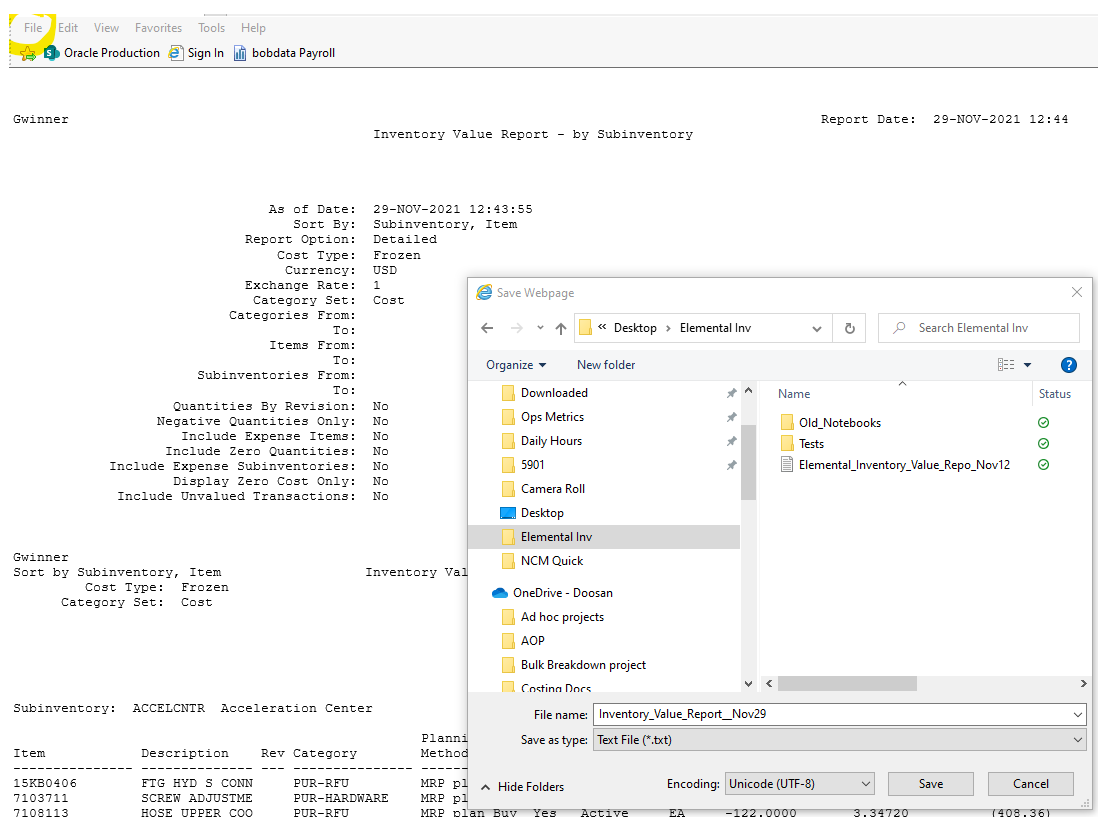 File Edit View Favorites Tools Help
Oracle Production Sign In bobdata Payroll
Gwinner Report Date: 29-NOV-2021 12:44
Inventory Value Report - by Subinventory
As of Date: 29-NOV-2021 12:43:55
Sort By: Subinventory, Item
Report Option: Detailed
Cost Type: Frozen
Currency: USD
Exchange Rate: 1
Category Set: Cost
Categories From:
To:
Items From:
To:
Subinventories From:
To:
Quantities By Revision: No
Negative Quantities Only: No
Include Expense Items: No
Include Zero Quantities: No
Include Expense Subinventories: No
Display Zero Cost Only: No
Include Unvalued Transactions: No
Gwinner
Sort by Subinventory, Item Inventory Val
Cost Type: Frozen
Category Set: Cost
Subinventory: ACCELCNTR Acceleration Center
Planni
Item Description Rev Category Method
--------------- -------------- --- --------------- ------
15KB0406 FTG HYD S CONN PUR-RFU MRP pl
7103711 SCREW ADJUSTME PUR-HARDWARE MRP pl
7108113 HOSE UPPER COO PUR-RFU MRP plan Buy Yes Active EA -122.0000 3.34720 (408.36)
Save Webpage
« Desktop › Elemental Inv
Search Elemental Inv
Organize New folder
Downloaded
Ops Metrics
Daily Hours
5901
Camera Roll
Desktop
Elemental Inv
NCM Quick
OneDrive - Doosan
Ad hoc projects
AOP
Bulk Breakdown project
Costing Docs
Name Status
Old_Notebooks
Tests
Elemental_Inventory_Value_Repo_Nov12
File name: Inventory_Value_Report__Nov29
Save as type: Text File (*.txt)
Hide Folders Encoding: Unicode (UTF-8) Save Cancel